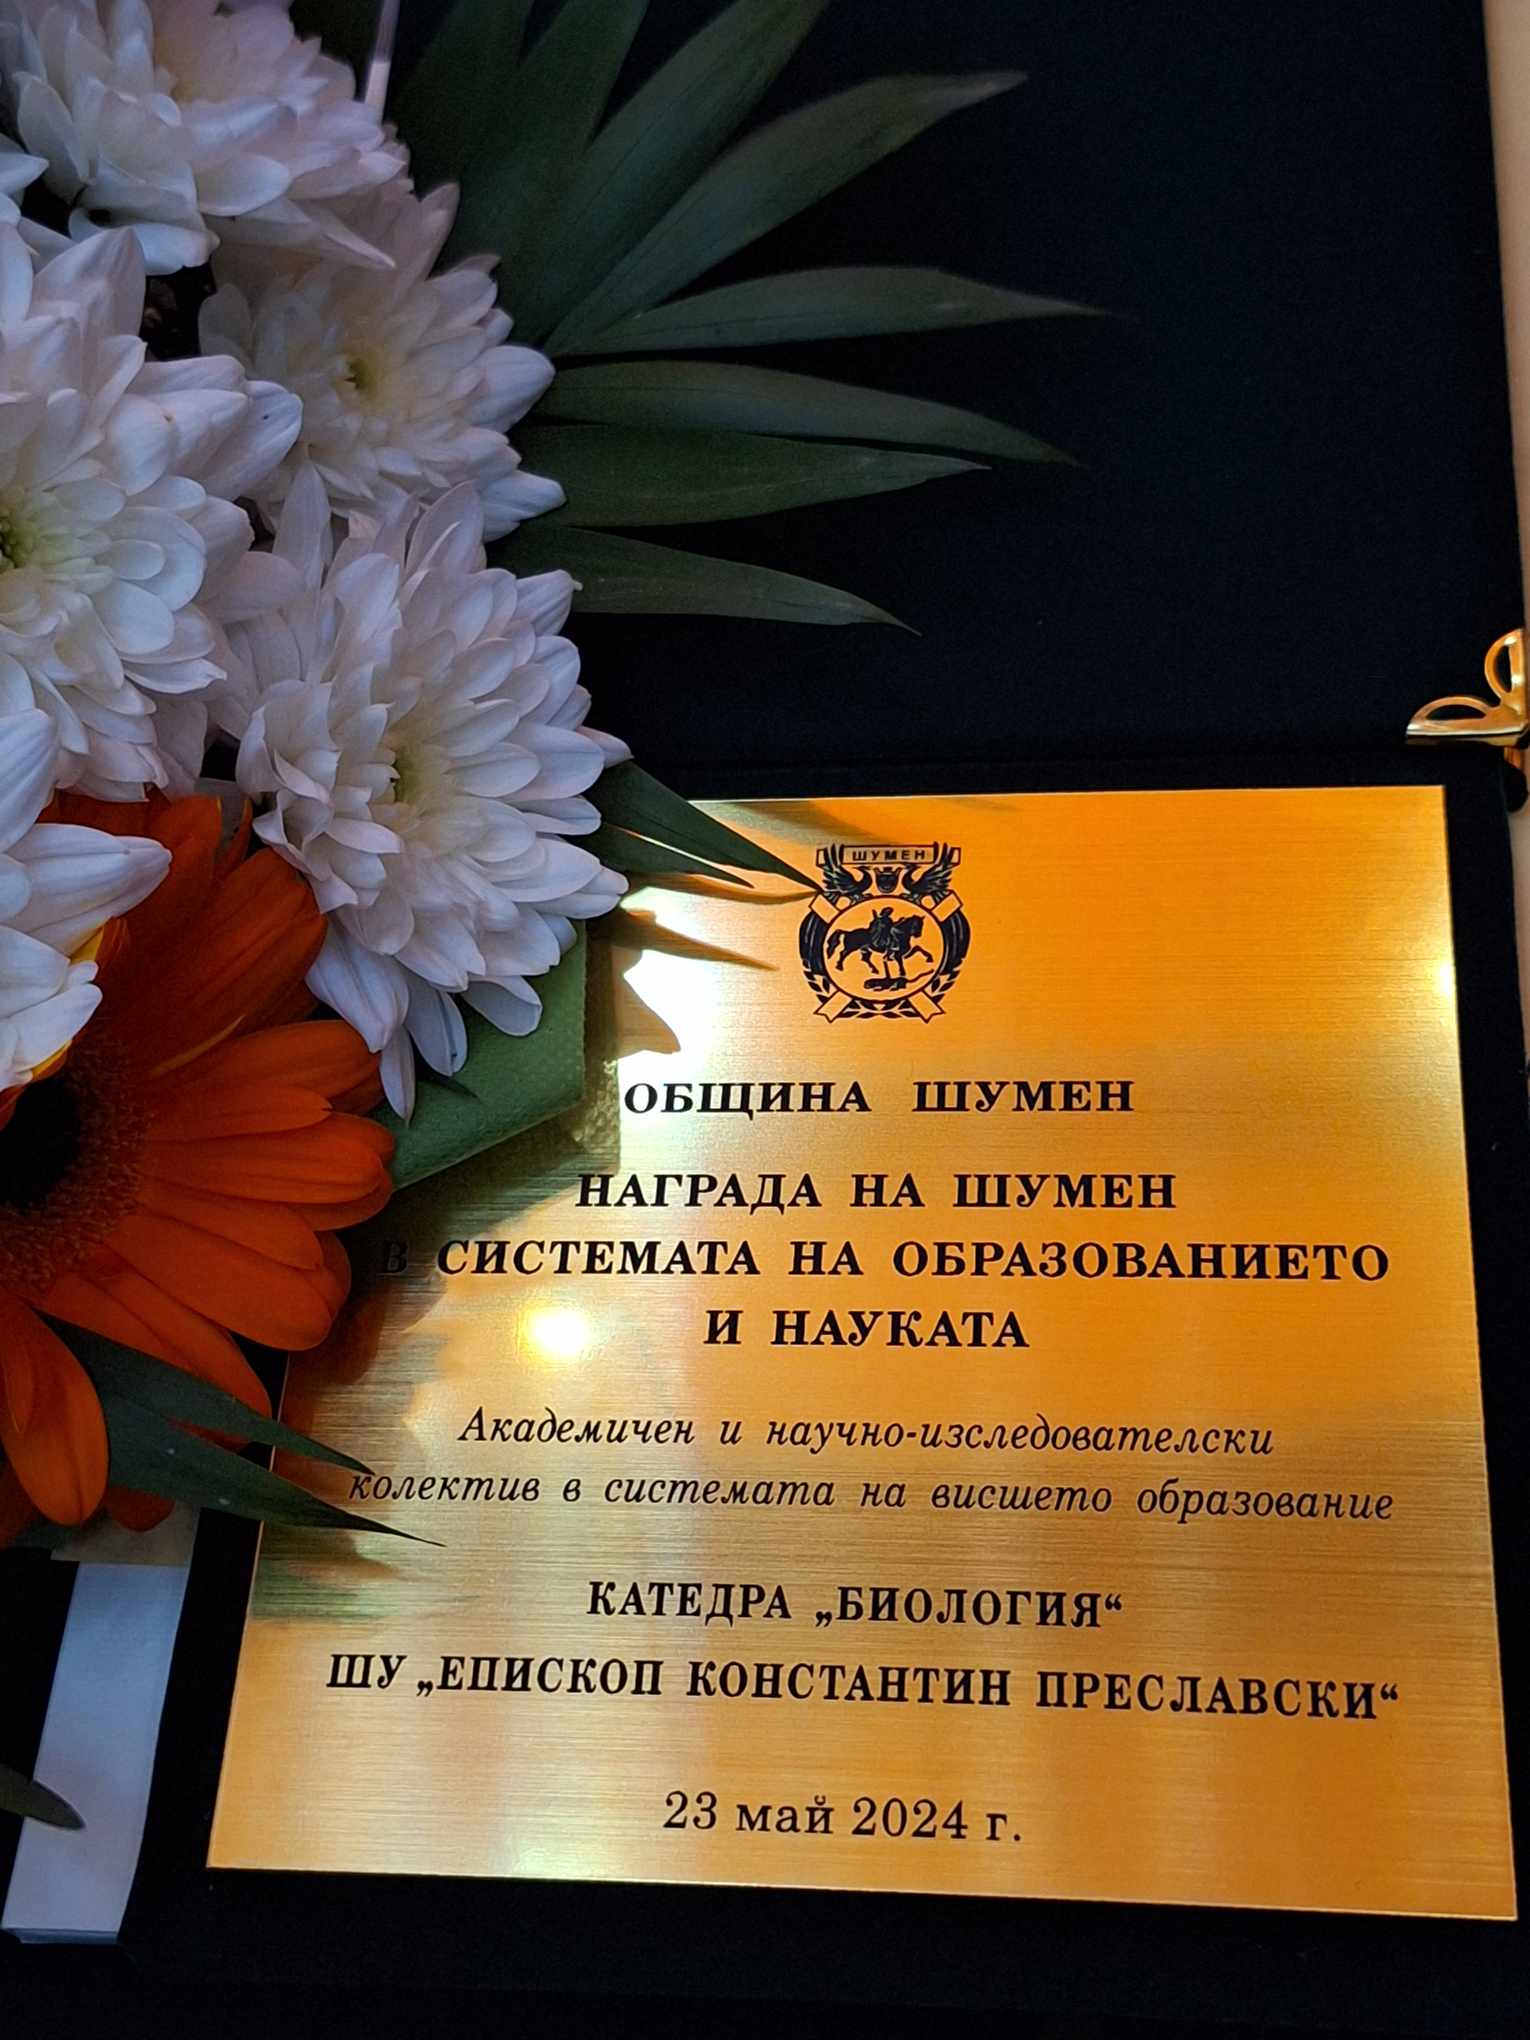 ШУМЕН
ОБЩИНА ШУМЕН
НАГРАДА НА ШУМЕН
В СИСТЕМАТА НА ОБРАЗОВАНИЕТО
И НАУКАТА
Академичен и научно-изследователски
колектив в системата на висшето образование
КАТЕДРА „БИОЛОГИЯ“
ШУ „ЕПИСКОП КОНСТАНТИН ПРЕСЛАВСКИ“
23 май 2024 г.